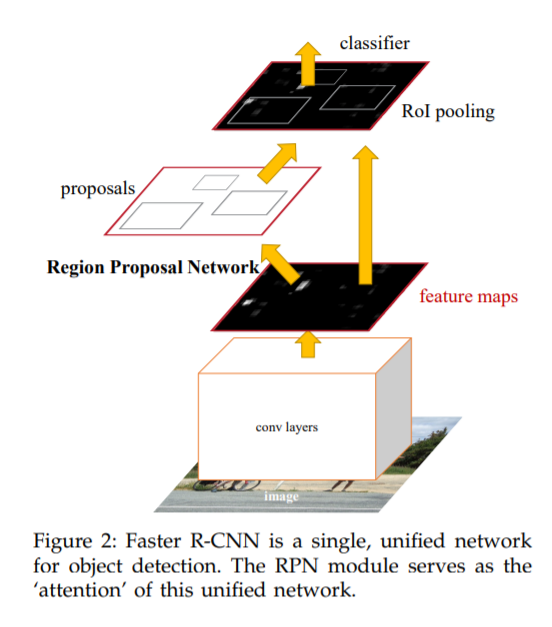 classifier
RoI pooling
proposals
Region Proposal Network
feature maps
conv layers
image
Figure 2: Faster R-CNN is a single, unified network
for object detection. The RPN module serves as the
‘attention’ of this unified network.